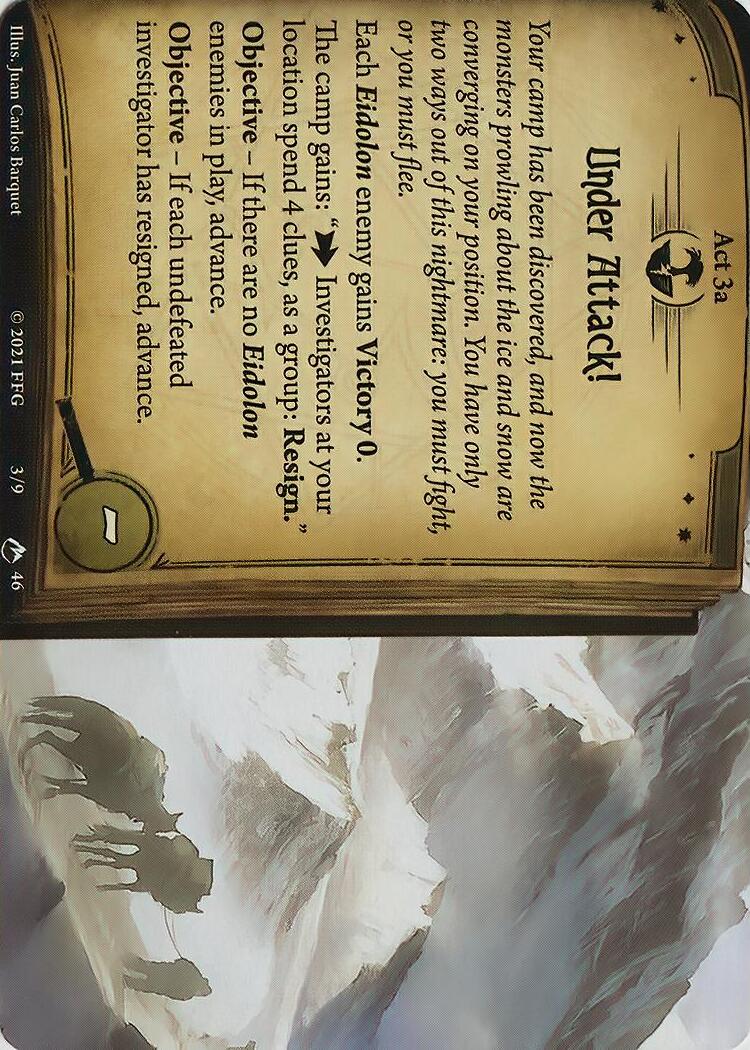 Act 3a
Under Attack!
Your camp has been discovered, and now the
monsters prowling about the ice and snow are
converging on your position. You have only
two ways out of this nightmare: you must fight,
or you must flee.
Each Eidolon enemy gains Victory 0.
The camp gains: “ Investigators at your
location spend 4 clues, as a group: Resign.”
Objective – If there are no Eidolon
enemies in play, advance.
Objective – If each undefeated
investigator has resigned, advance.
–
Illus. Juan Carlos Barquet © 2021 FFG 3/9 46